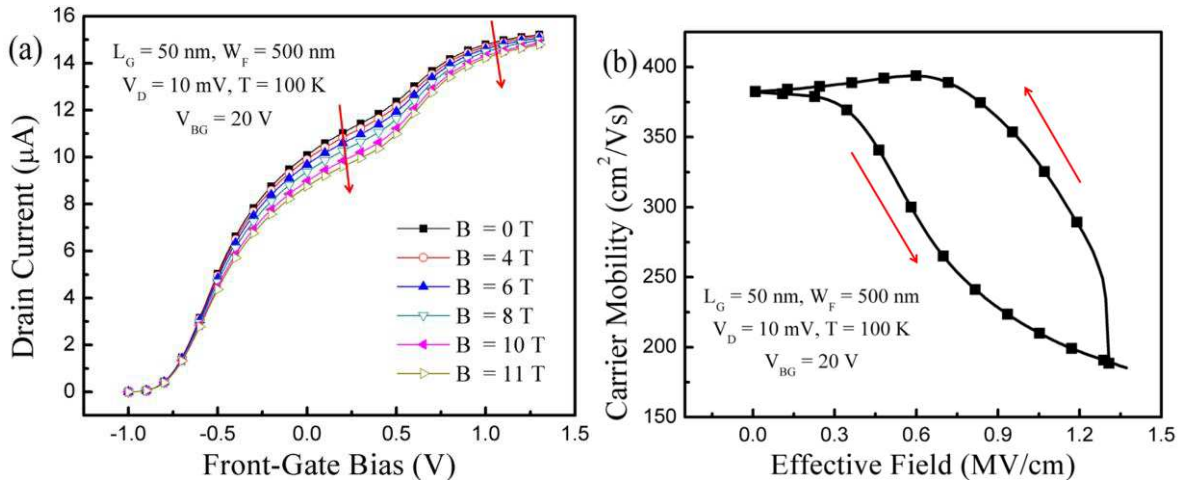 (a)
L_G = 50 nm, W_F = 500 nm
V_D = 10 mV, T = 100 K
V_BG = 20 V
B = 0 T
B = 4 T
B = 6 T
B = 8 T
B = 10 T
B = 11 T
Drain Current (μA)
16
14
12
10
8
6
4
2
0
-1.0 -0.5 0.0 0.5 1.0 1.5
Front-Gate Bias (V)
(b)
L_G = 50 nm, W_F = 500 nm
V_D = 10 mV, T = 100 K
V_BG = 20 V
Carrier Mobility (cm²/Vs)
450
400
350
300
250
200
150
0.0 0.3 0.6 0.9 1.2 1.5
Effective Field (MV/cm)